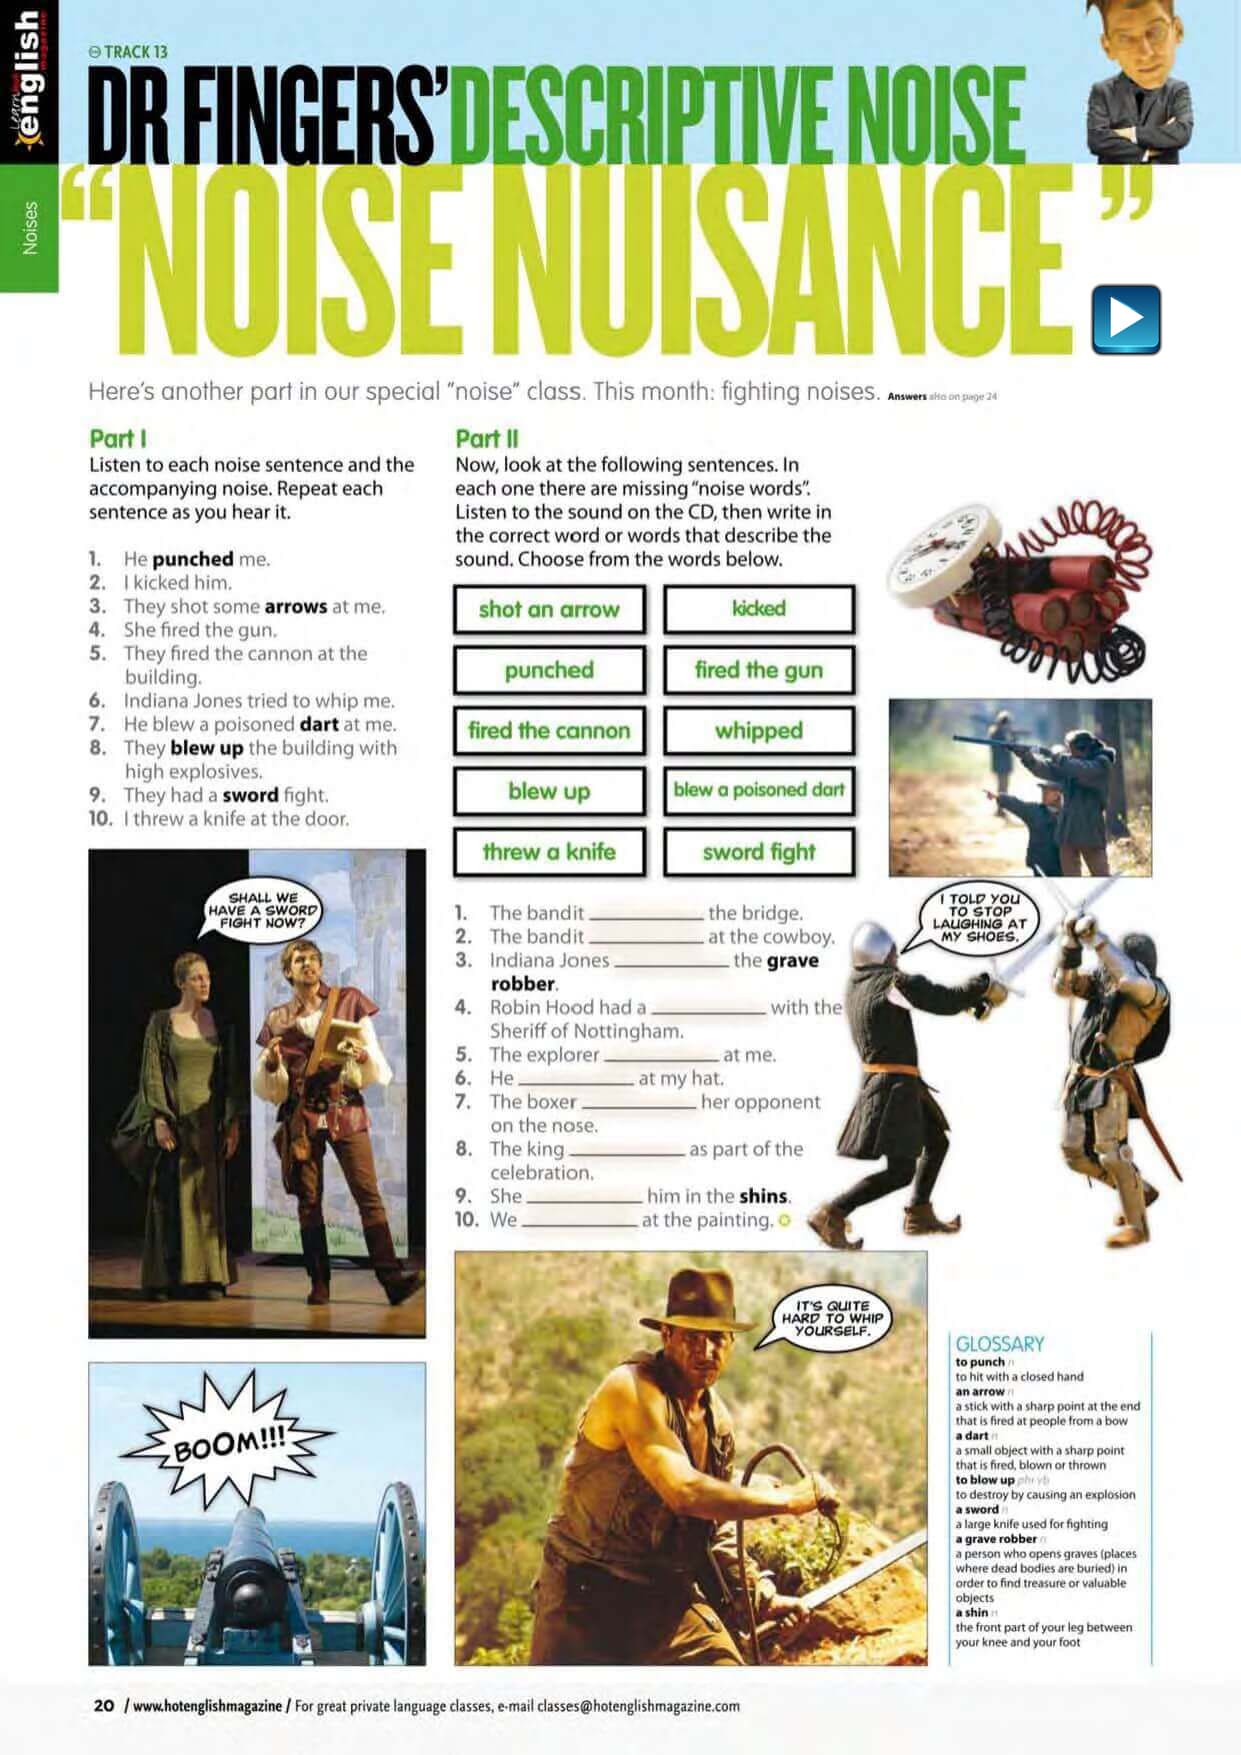 Learn hot
english
magazine
Noises
TRACK 13
DR FINGERS' DESCRIPTIVE NOISE
“NOISE NUISANCE”
Here's another part in our special "noise" class. This month: fighting noises. Answers also on page 24
Part I
Listen to each noise sentence and the
accompanying noise. Repeat each
sentence as you hear it.
1. He punched me.
2. I kicked him.
3. They shot some arrows at me.
4. She fired the gun.
5. They fired the cannon at the
building.
6. Indiana Jones tried to whip me.
7. He blew a poisoned dart at me.
8. They blew up the building with
high explosives.
9. They had a sword fight.
10. I threw a knife at the door.
SHALL WE
HAVE A SWORD
FIGHT NOW?
BOOM!!!
Part II
Now, look at the following sentences. In
each one there are missing "noise words".
Listen to the sound on the CD, then write in
the correct word or words that describe the
sound. Choose from the words below.
shot an arrow
kicked
punched
fired the gun
fired the cannon
whipped
blew up
blew a poisoned dart
threw a knife
sword fight
1. The bandit ___________ the bridge.
2. The bandit ___________ at the cowboy.
3. Indiana Jones ___________ the grave
robber.
4. Robin Hood had a ___________ with the
Sheriff of Nottingham.
5. The explorer ___________ at me.
6. He ___________ at my hat.
7. The boxer ___________ her opponent
on the nose.
8. The king ___________ as part of the
celebration.
9. She ___________ him in the shins.
10. We ___________ at the painting.
I TOLD YOU
TO STOP
LAUGHING AT
MY SHOES.
IT'S QUITE
HARD TO WHIP
YOURSELF.
GLOSSARY
to punch n
to hit with a closed hand
an arrow n
a stick with a sharp point at the end
that is fired at people from a bow
a dart n
a small object with a sharp point
that is fired, blown or thrown
to blow up phr vb
to destroy by causing an explosion
a sword n
a large knife used for fighting
a grave robber n
a person who opens graves (places
where dead bodies are buried) in
order to find treasure or valuable
objects
a shin n
the front part of your leg between
your knee and your foot
20 / www.hotenglishmagazine / For great private language classes, e-mail classes@hotenglishmagazine.com